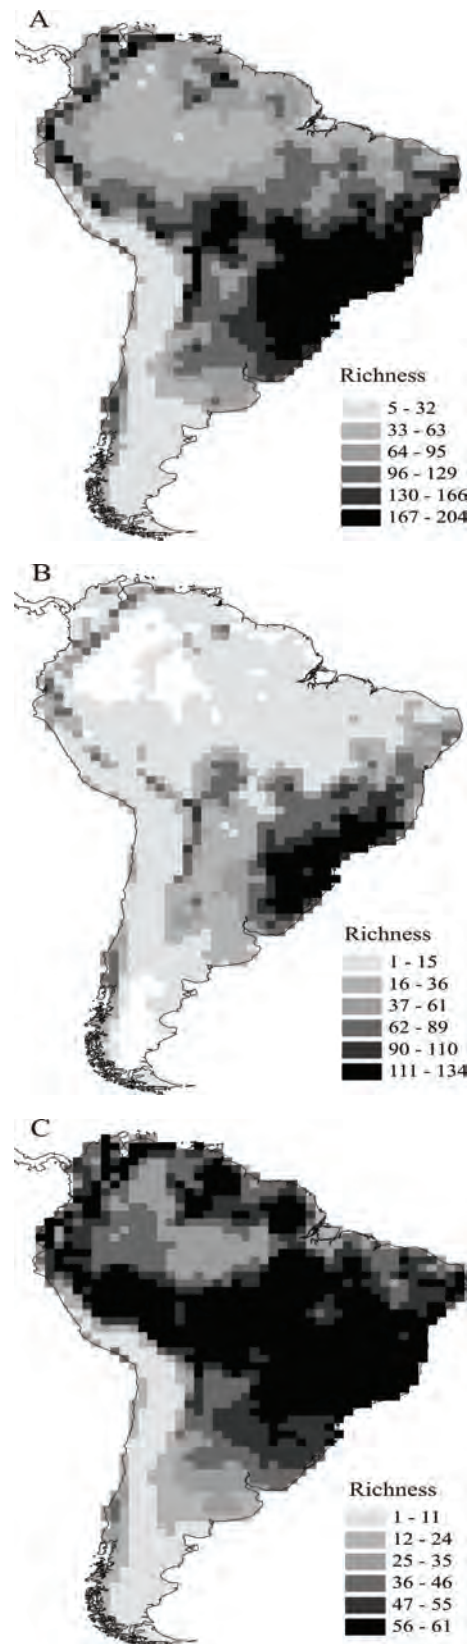 A
Richness
5 - 32
33 - 63
64 - 95
96 - 129
130 - 166
167 - 204
B
Richness
1 - 15
16 - 36
37 - 61
62 - 89
90 - 110
111 - 134
C
Richness
1 - 11
12 - 24
25 - 35
36 - 46
47 - 55
56 - 61